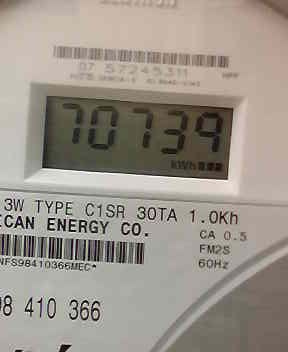 07 57245311
70739
kWh
3W TYPE C1SR 30TA 1.0Kh
ICAN ENERGY CO.
CA 0.5
FM2S
60Hz
NFS98410366MEC*
98 410 366